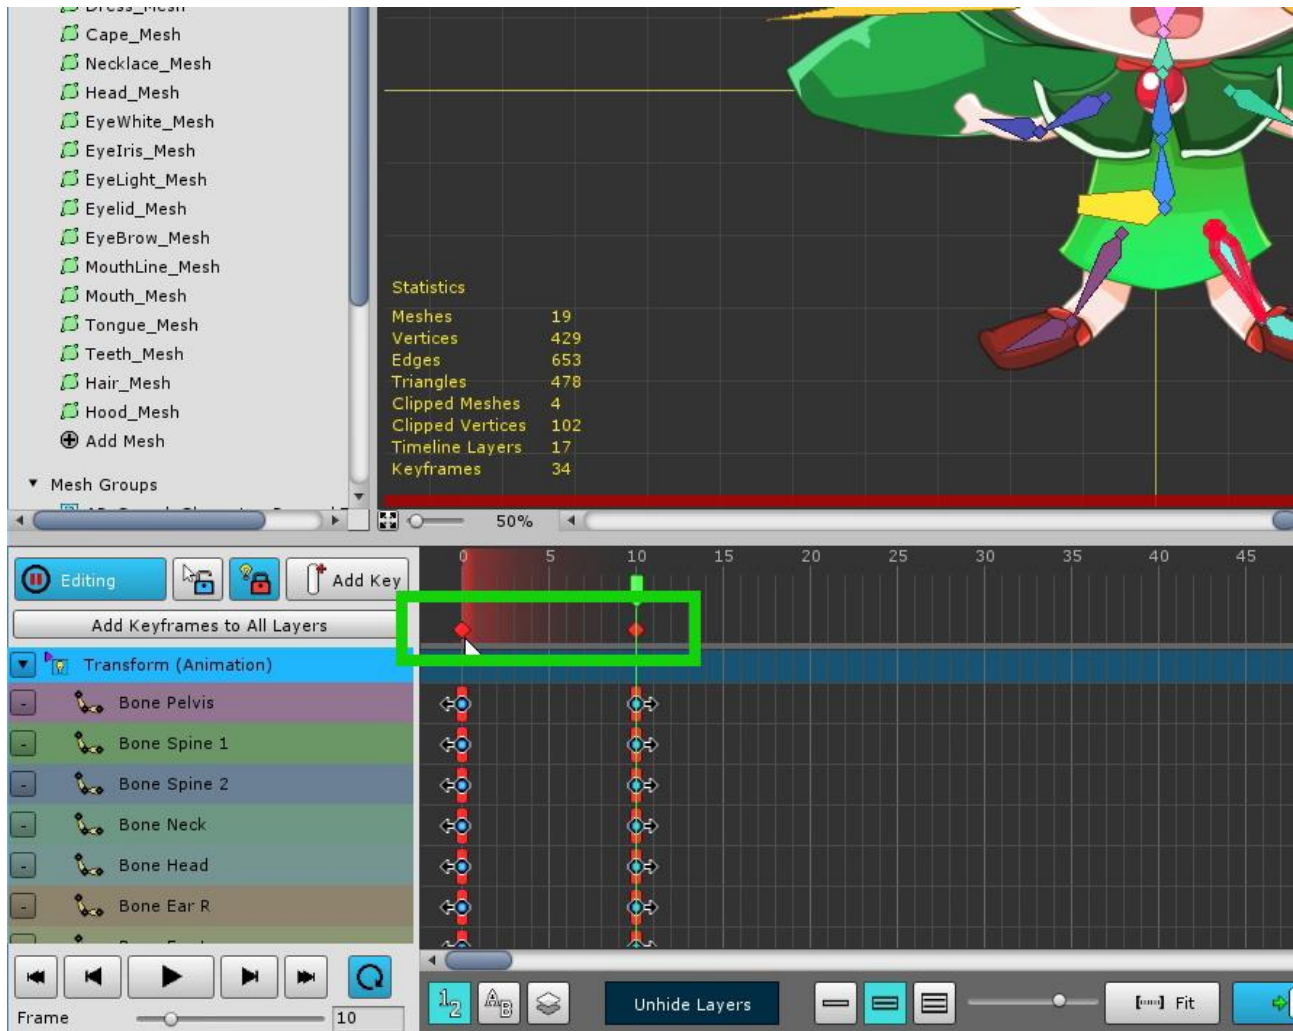 Cape_Mesh
Necklace_Mesh
Head_Mesh
EyeWhite_Mesh
EyeIris_Mesh
EyeLight_Mesh
Eyelid_Mesh
EyeBrow_Mesh
MouthLine_Mesh
Mouth_Mesh
Tongue_Mesh
Teeth_Mesh
Hair_Mesh
Hood_Mesh
Add Mesh
Mesh Groups
Statistics
Meshes 19
Vertices 429
Edges 653
Triangles 478
Clipped Meshes 4
Clipped Vertices 102
Timeline Layers 17
Keyframes 34
50%
0 5 10 15 20 25 30 35 40 45
Editing
Add Key
Add Keyframes to All Layers
Transform (Animation)
Bone Pelvis
Bone Spine 1
Bone Spine 2
Bone Neck
Bone Head
Bone Ear R
Frame 10
12
AB
Unhide Layers
Fit